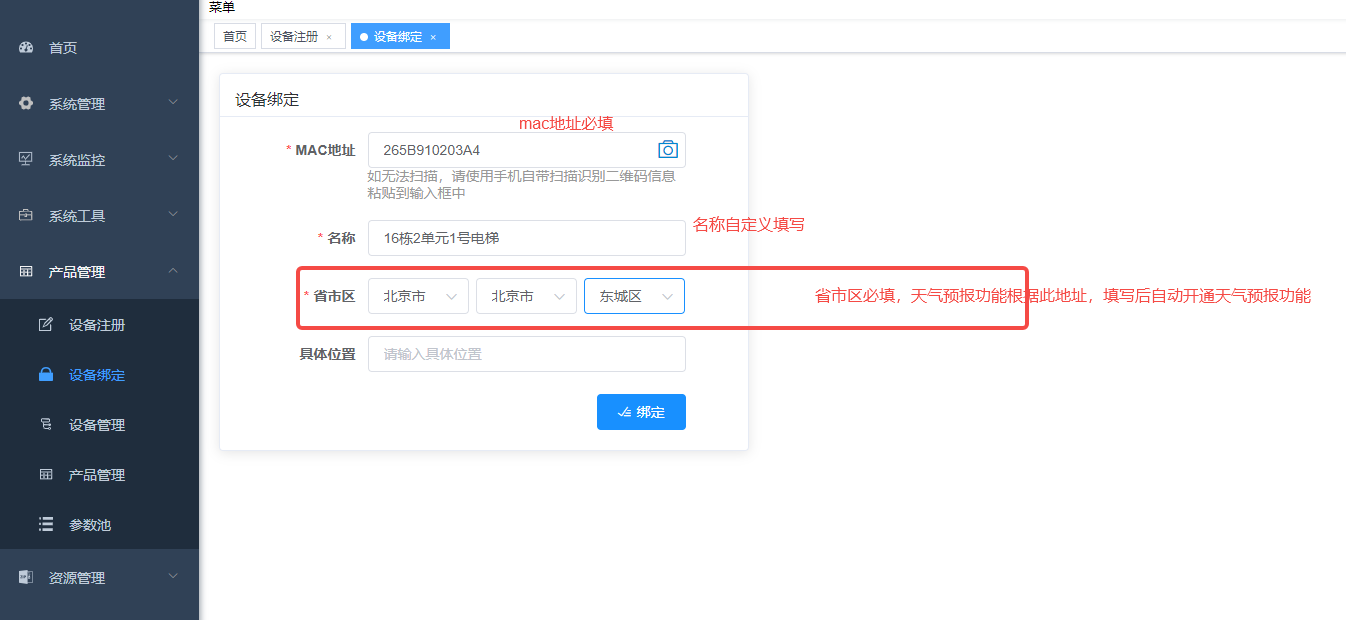 菜单
首页
设备注册 ×
设备绑定 ×
首页
系统管理
系统监控
系统工具
产品管理
设备注册
设备绑定
设备管理
产品管理
参数池
资源管理
设备绑定
mac地址必填
* MAC地址 265B910203A4
如无法扫描，请使用手机自带扫描识别二维码信息
粘贴到输入框中
* 名称 16栋2单元1号电梯 名称自定义填写
* 省市区 北京市 北京市 东城区 省市区必填，天气预报功能根据此地址，填写后自动开通天气预报功能
具体位置 请输入具体位置
绑定